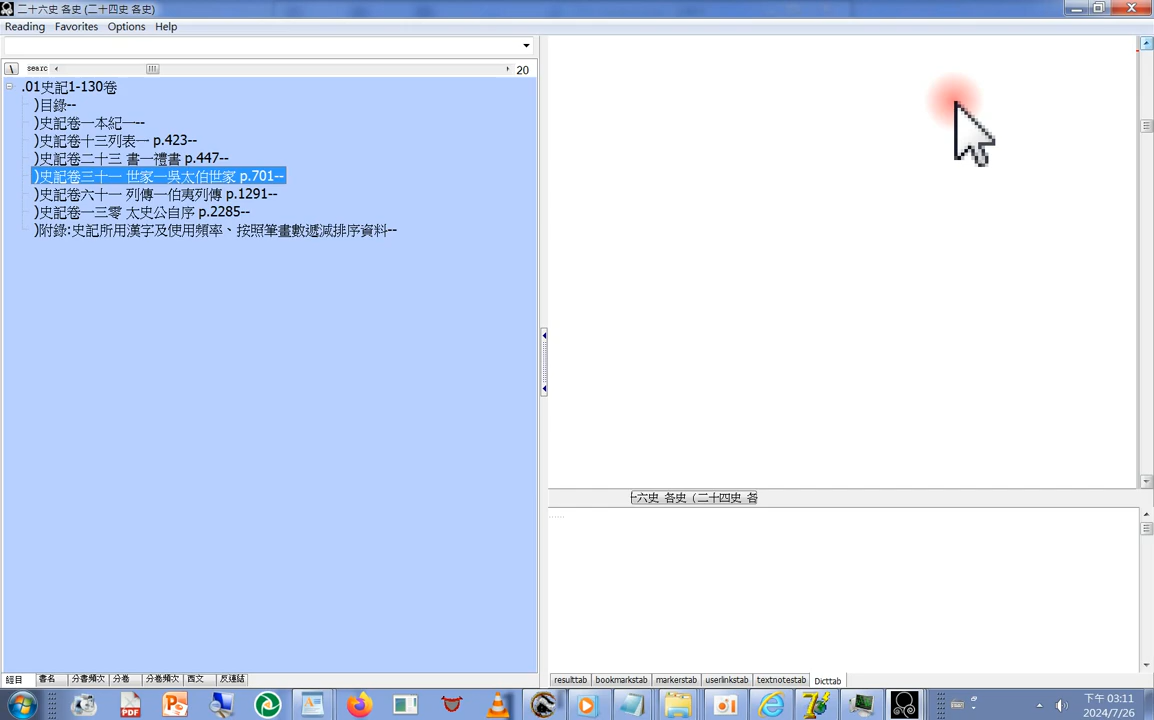 二十六史 各史 (二十四史 各史)
Reading Favorites Options Help
searc 20
.01史記1-130卷
)目錄--
)史記卷一本紀一--
)史記卷十三列表一 p.423--
)史記卷二十三 書一禮書 p.447--
)史記卷三十一 世家一吳太伯世家 p.701--
)史記卷六十一 列傳一伯夷列傳 p.1291--
)史記卷一三零 太史公自序 p.2285--
)附錄:史記所用漢字及使用頻率、按照筆畫數遞減排序資料--
十六史 各史 (二十四史 各
......
經目 書名 分書頻次 分卷 分卷頻次 西文 反連結
resulttab bookmarkstab markerstab userlinkstab textnotestab Dicttab
PDF
下午 03:11
2024/7/26